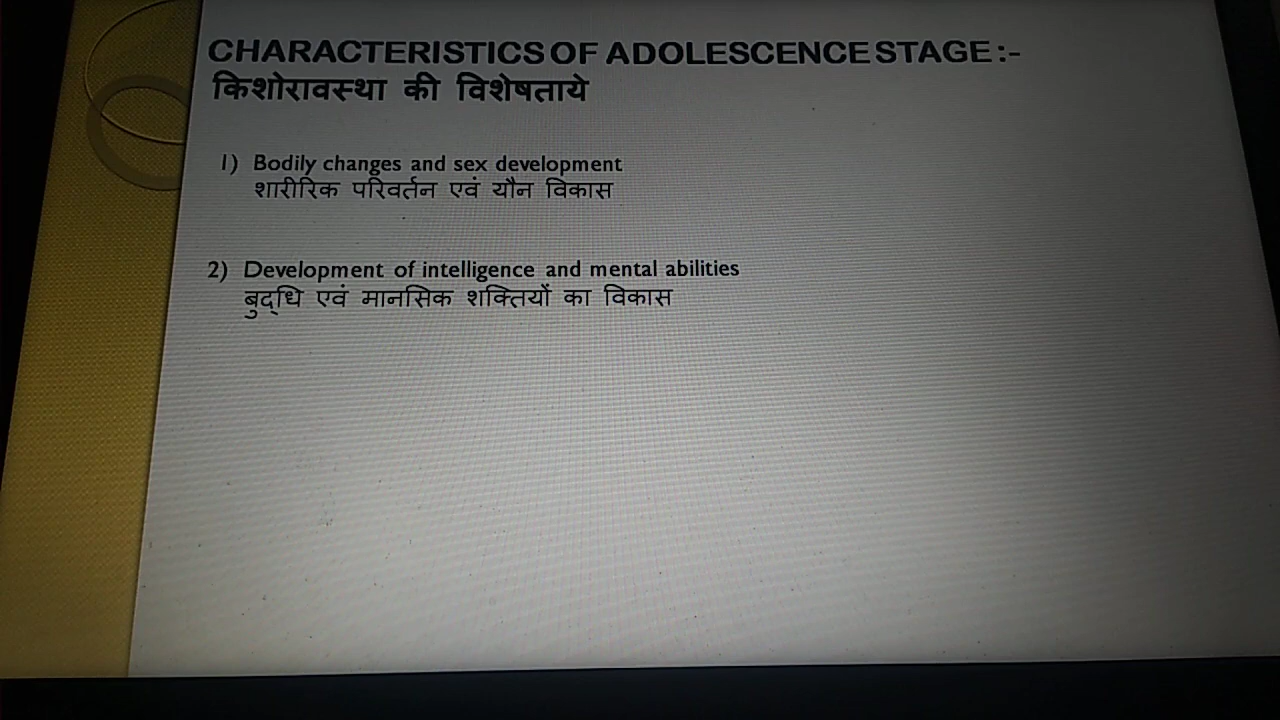 CHARACTERISTICS OF ADOLESCENCE STAGE :-
किशोरावस्था की विशेषताये
1) Bodily changes and sex development
शारीरिक परिवर्तन एवं यौन विकास
2) Development of intelligence and mental abilities
बुद्धि एवं मानसिक शक्तियों का विकास